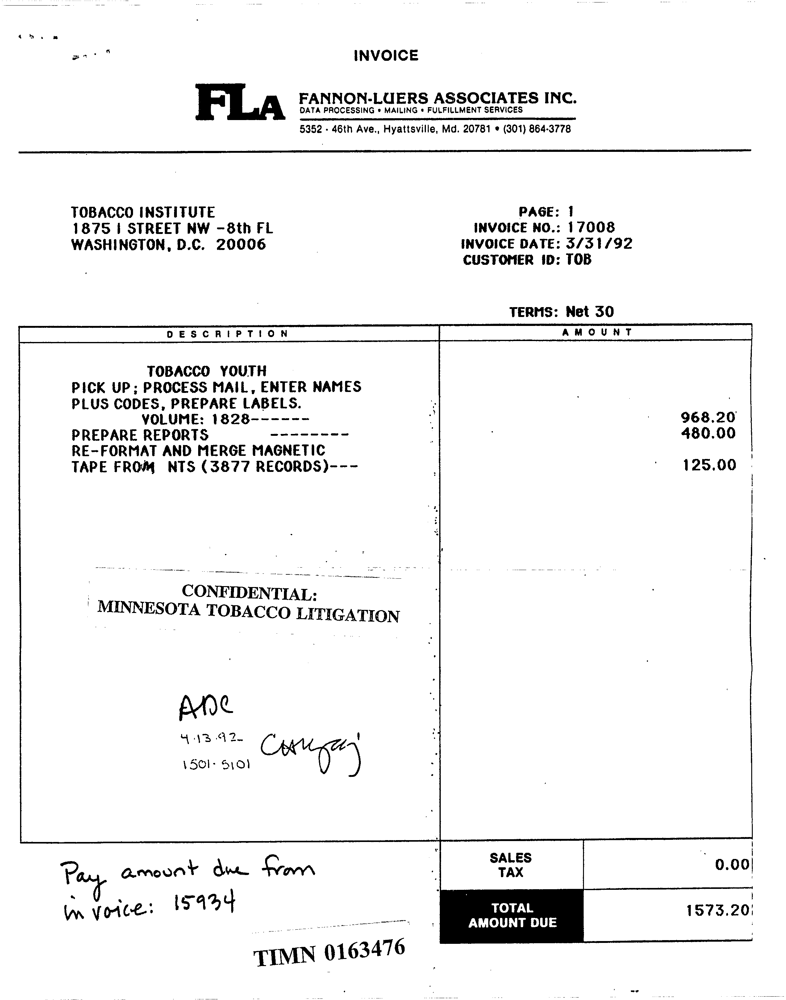 INVOICE
FLA FANNON-LUERS ASSOCIATES INC.
DATA PROCESSING • MAILING • FULFILLMENT SERVICES
5352 - 46th Ave., Hyattsville, Md. 20781 • (301) 864-3778
TOBACCO INSTITUTE
1875 I STREET NW -8th FL
WASHINGTON, D.C. 20006
PAGE: 1
INVOICE NO.: 17008
INVOICE DATE: 3/31/92
CUSTOMER ID: TOB
TERMS: Net 30
DESCRIPTION AMOUNT
TOBACCO YOUTH
PICK UP; PROCESS MAIL, ENTER NAMES
PLUS CODES, PREPARE LABELS.
VOLUME: 1828------ 968.20
PREPARE REPORTS -------- 480.00
RE-FORMAT AND MERGE MAGNETIC
TAPE FROM NTS (3877 RECORDS)--- 125.00
CONFIDENTIAL:
MINNESOTA TOBACCO LITIGATION
ADC
4.13.92
1501-5101
Pay amount due from
invoice: 15934
SALES TAX 0.00
TOTAL AMOUNT DUE 1573.20
TIMN 0163476